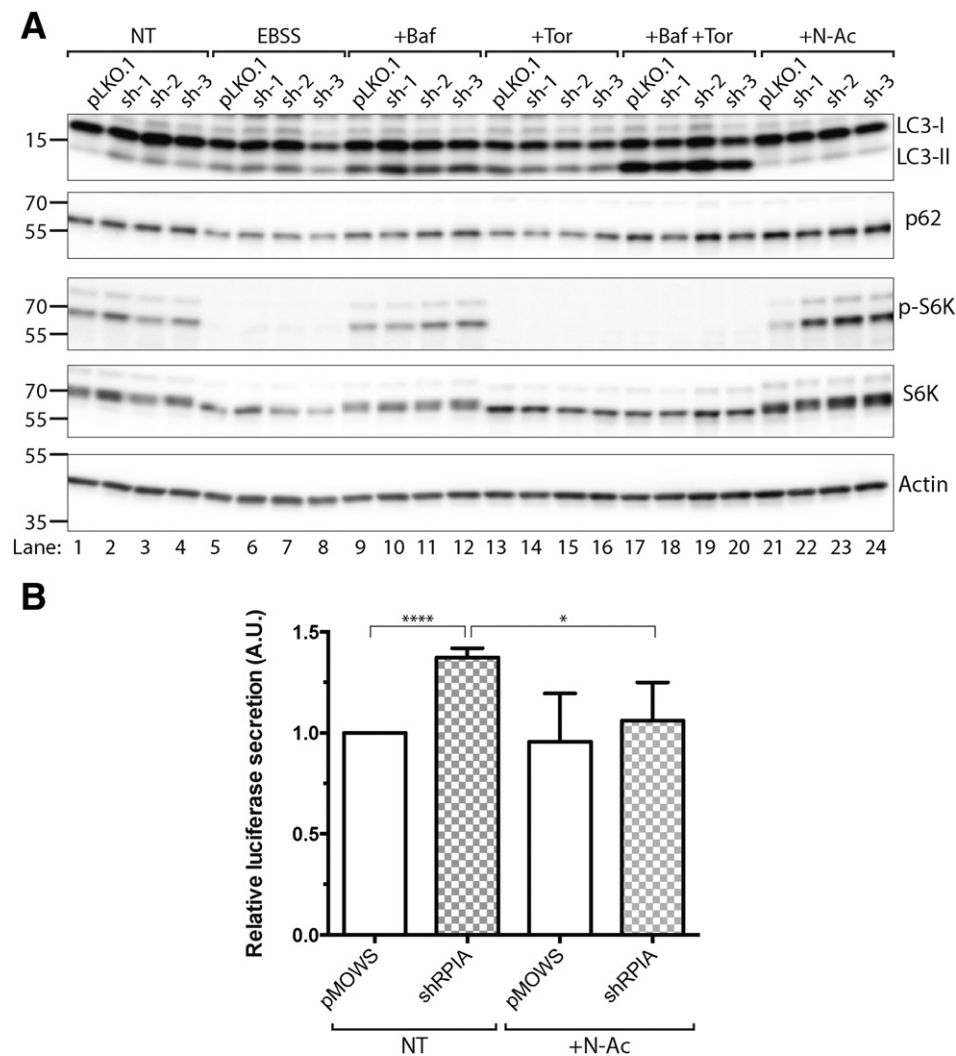 A
NT EBSS +Baf +Tor +Baf +Tor +N-Ac
pLKO.1 sh-1 sh-2 sh-3 pLKO.1 sh-1 sh-2 sh-3 pLKO.1 sh-1 sh-2 sh-3 pLKO.1 sh-1 sh-2 sh-3 pLKO.1 sh-1 sh-2 sh-3 pLKO.1 sh-1 sh-2 sh-3
LC3-I
15
LC3-II
70
p62
55
70
p-S6K
55
70
S6K
55
55
Actin
35
Lane: 1 2 3 4 5 6 7 8 9 10 11 12 13 14 15 16 17 18 19 20 21 22 23 24
B
Relative luciferase secretion (A.U.)
1.5
**** *
1.0
0.5
0.0
pMOWS shRPIA pMOWS shRPIA
NT +N-Ac